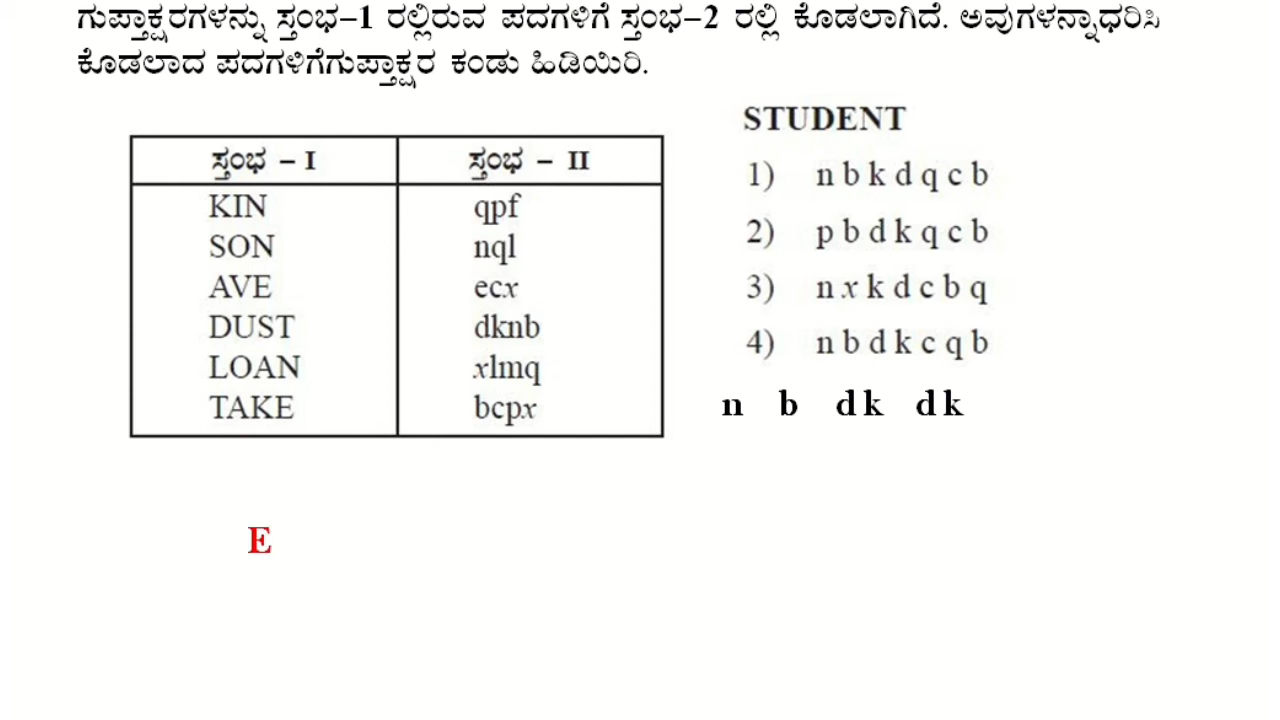 ಗುಪ್ತಾಕ್ಷರಗಳನ್ನು ಸ್ತಂಭ–1 ರಲ್ಲಿರುವ ಪದಗಳಿಗೆ ಸ್ತಂಭ–2 ರಲ್ಲಿ ಕೊಡಲಾಗಿದೆ. ಅವುಗಳನ್ನಾಧರಿಸಿ
ಕೊಡಲಾದ ಪದಗಳಿಗೆಗುಪ್ತಾಕ್ಷರ ಕಂಡು ಹಿಡಿಯಿರಿ.
ಸ್ತಂಭ – I ಸ್ತಂಭ – II
KIN qpf
SON nql
AVE ecx
DUST dknb
LOAN xlmq
TAKE bcpx
STUDENT
1) n b k d q c b
2) p b d k q c b
3) n x k d c b q
4) n b d k c q b
n b dk dk
E